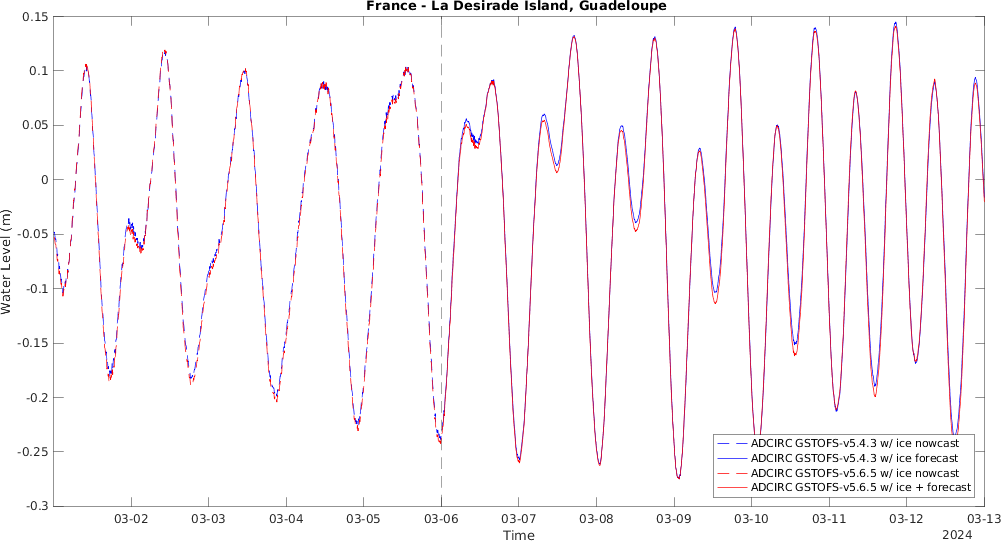 France - La Desirade Island, Guadeloupe
0.15
0.1
0.05
0
-0.05
-0.1
-0.15
-0.2
-0.25
-0.3
Water Level (m)
ADCIRC GSTOFS-v5.4.3 w/ ice nowcast
ADCIRC GSTOFS-v5.4.3 w/ ice forecast
ADCIRC GSTOFS-v5.6.5 w/ ice nowcast
ADCIRC GSTOFS-v5.6.5 w/ ice + forecast
03-02 03-03 03-04 03-05 03-06 03-07 03-08 03-09 03-10 03-11 03-12 03-13
Time
2024